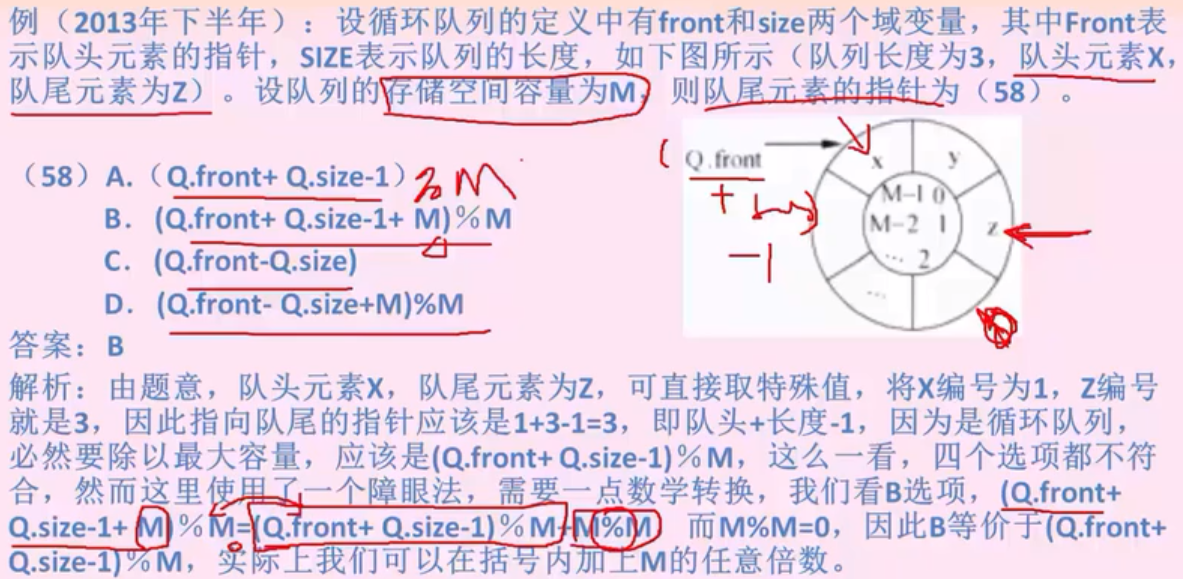 例（2013年下半年）：设循环队列的定义中有front和size两个域变量，其中Front表
示队头元素的指针，SIZE表示队列的长度，如下图所示（队列长度为3，队头元素X，
队尾元素为Z）。设队列的存储空间容量为M，则队尾元素的指针为（58）。
（58）A.（Q.front+ Q.size-1）%M
B.（Q.front+ Q.size-1+ M)%M
C.（Q.front-Q.size)
D.（Q.front- Q.size+M)%M
( Q.front
+
)
-1
x y
M-1 0
M-2 1 z
... 2
...
答案：B
解析：由题意，队头元素X，队尾元素为Z，可直接取特殊值，将X编号为1，Z编号
就是3，因此指向队尾的指针应该是1+3-1=3，即队头+长度-1，因为是循环队列，
必然要除以最大容量，应该是(Q.front+ Q.size-1)%M，这么一看，四个选项都不符
合，然而这里使用了一个障眼法，需要一点数学转换，我们看B选项，(Q.front+
Q.size-1+ M)%M=(Q.front+ Q.size-1)%M+M%M，而M%M=0，因此B等价于(Q.front+
Q.size-1)%M，实际上我们可以在括号内加上M的任意倍数。